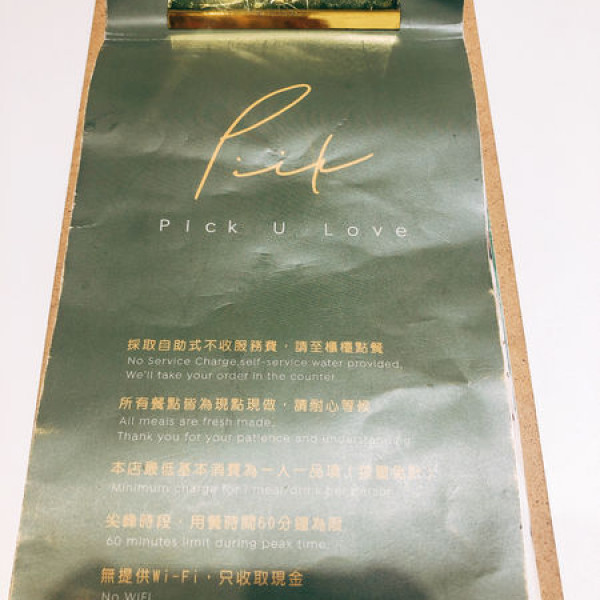 Pick
Pick U Love
採取自助式不收服務費，請至櫃檯點餐
No Service Charge,self-service water provided,
We'll take your order in the counter.
所有餐點皆為現點現做，請耐心等候
All meals are fresh made,
Thank you for your patience and understanding.
本店最低基本消費為一人一品項
Minimum charge for 1 meal/drink per person.
尖峰時段，用餐時間60分鐘為限
60 minutes limit during peak time.
無提供Wi-Fi，只收取現金
No WiFi